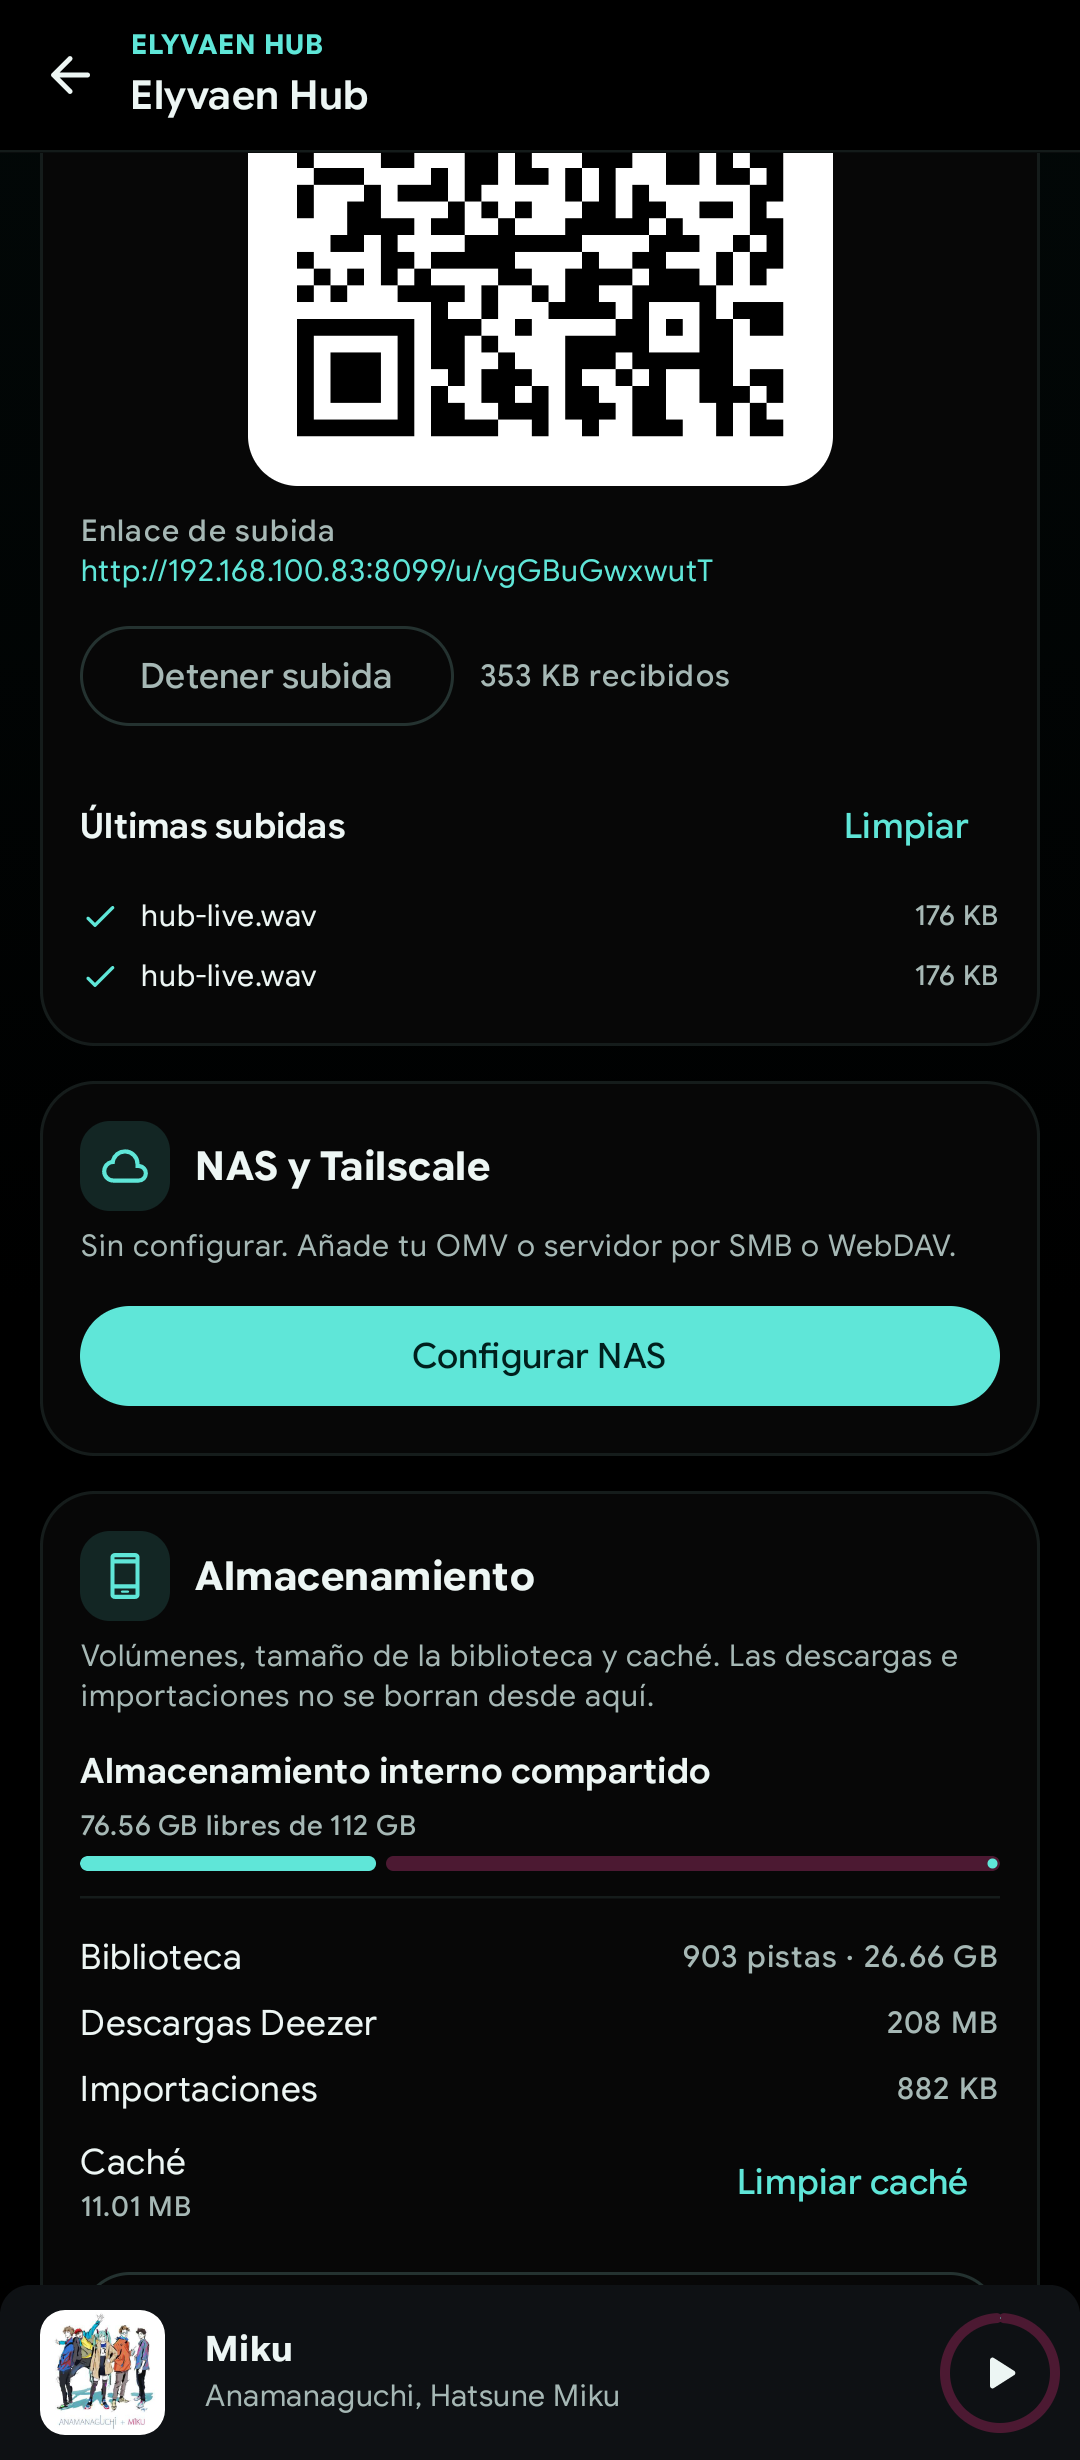 ELYVAEN HUB
Elyvaen Hub
Enlace de subida
http://192.168.100.83:8099/u/vgGBuGwxwutT
Detener subida
353 KB recibidos
Últimas subidas
Limpiar
hub-live.wav
176 KB
hub-live.wav
176 KB
NAS y Tailscale
Sin configurar. Añade tu OMV o servidor por SMB o WebDAV.
Configurar NAS
Almacenamiento
Volúmenes, tamaño de la biblioteca y caché. Las descargas e
importaciones no se borran desde aquí.
Almacenamiento interno compartido
76.56 GB libres de 112 GB
Biblioteca
903 pistas · 26.66 GB
Descargas Deezer
208 MB
Importaciones
882 KB
Caché
11.01 MB
Limpiar caché
ANAMANAGUCHI + MIKU
Miku
Anamanaguchi, Hatsune Miku